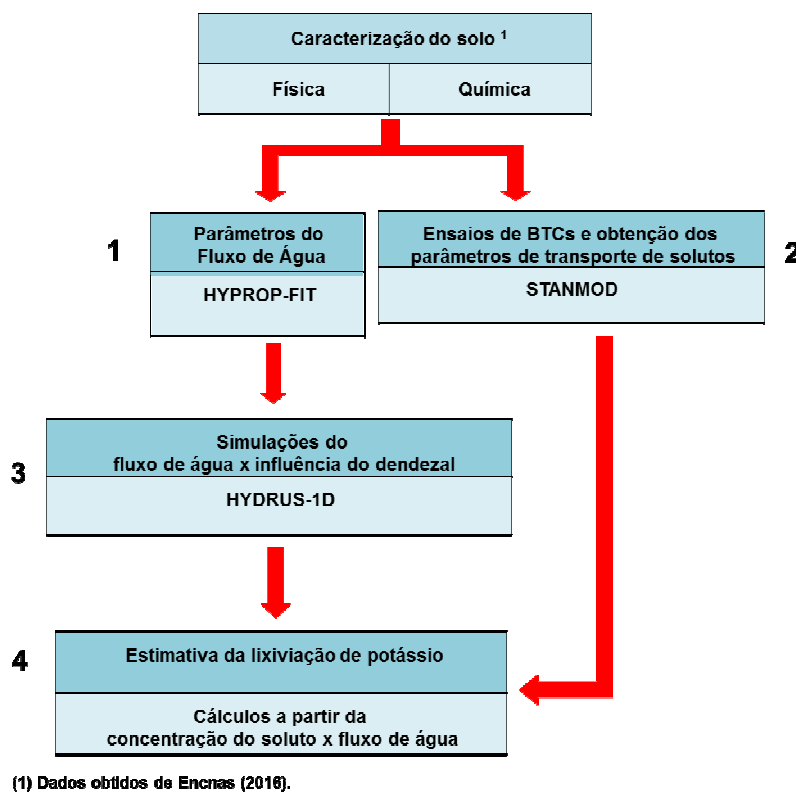 Caracterização do solo ¹
Física
Química
1
Parâmetros do
Fluxo de Água
HYPROP-FIT
Ensaios de BTCs e obtenção dos
parâmetros de transporte de solutos
STANMOD
2
3
Simulações do
fluxo de água x influência do dendezal
HYDRUS-1D
4
Estimativa da lixiviação de potássio
Cálculos a partir da
concentração do soluto x fluxo de água
(1) Dados obtidos de Encnas (2016).